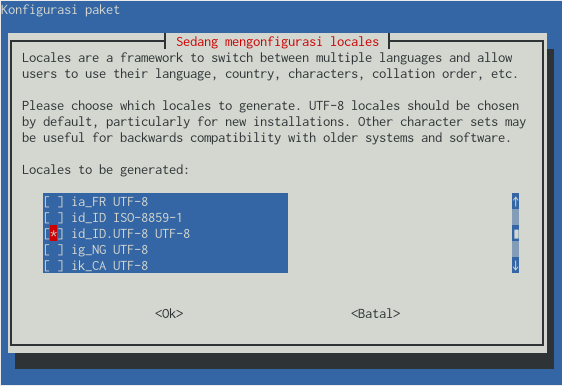 Konfigurasi paket
Sedang mengonfigurasi locales
Locales are a framework to switch between multiple languages and allow
users to use their language, country, characters, collation order, etc.
Please choose which locales to generate. UTF-8 locales should be chosen
by default, particularly for new installations. Other character sets may
be useful for backwards compatibility with older systems and software.
Locales to be generated:
[ ] ia_FR UTF-8
[ ] id_ID ISO-8859-1
[*] id_ID.UTF-8 UTF-8
[ ] ig_NG UTF-8
[ ] ik_CA UTF-8
<Ok> <Batal>